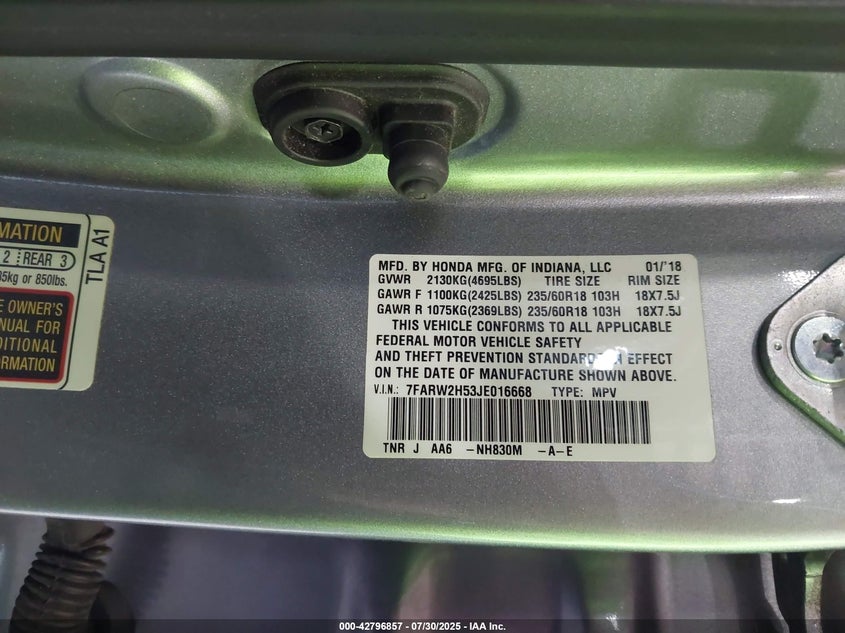 MATION
2 REAR 3
5kg or 850lbs.
E OWNER'S
NUAL FOR
DITIONAL
ORMATION
TLA A1
MFD. BY HONDA MFG. OF INDIANA, LLC 01/'18
GVWR 2130KG(4695LBS) TIRE SIZE RIM SIZE
GAWR F 1100KG(2425LBS) 235/60R18 103H 18X7.5J
GAWR R 1075KG(2369LBS) 235/60R18 103H 18X7.5J
THIS VEHICLE CONFORMS TO ALL APPLICABLE
FEDERAL MOTOR VEHICLE SAFETY
AND THEFT PREVENTION STANDARDS IN EFFECT
ON THE DATE OF MANUFACTURE SHOWN ABOVE.
V.I.N.: 7FARW2H53JE016668 TYPE: MPV
TNR J AA6 -NH830M -A-E
000-42796857 - 07/30/2025 - IAA Inc.